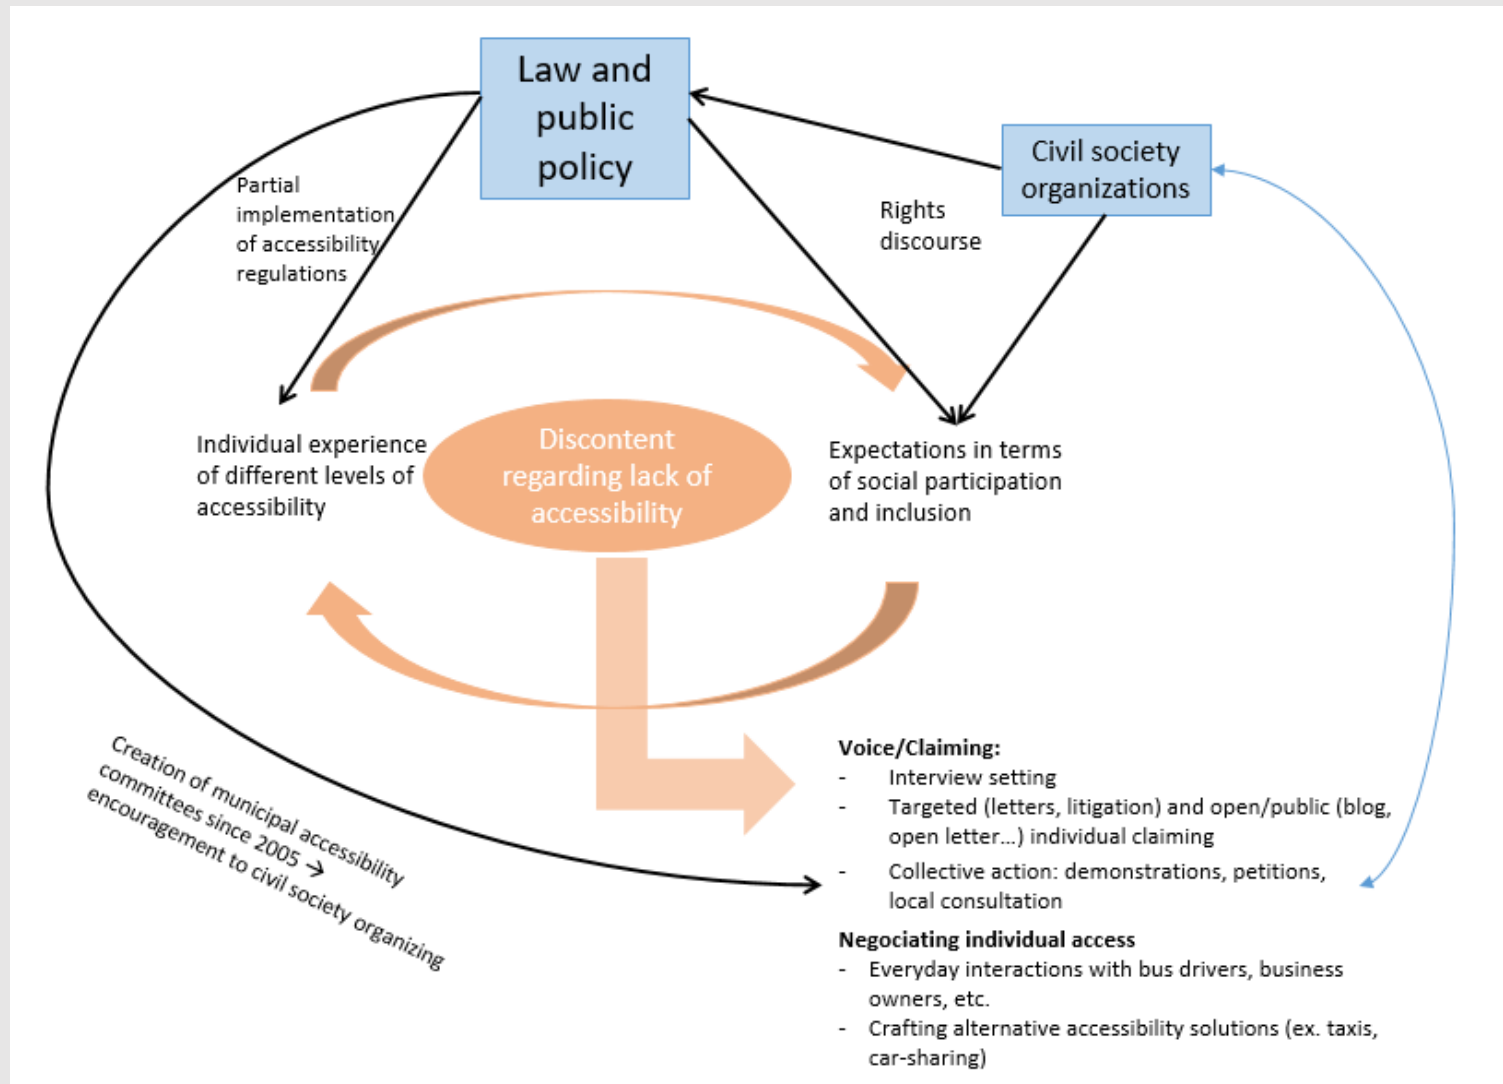 Law and
public
policy
Civil society
organizations
Partial
implementation
of accessibility
regulations
Rights
discourse
Individual experience
of different levels of
accessibility
Discontent
regarding lack of
accessibility
Expectations in terms
of social participation
and inclusion
Creation of municipal accessibility
committees since 2005 →
encouragement to civil society organizing
Voice/Claiming:
- Interview setting
- Targeted (letters, litigation) and open/public (blog,
open letter…) individual claiming
- Collective action: demonstrations, petitions,
local consultation
Negociating individual access
- Everyday interactions with bus drivers, business
owners, etc.
- Crafting alternative accessibility solutions (ex. taxis,
car-sharing)